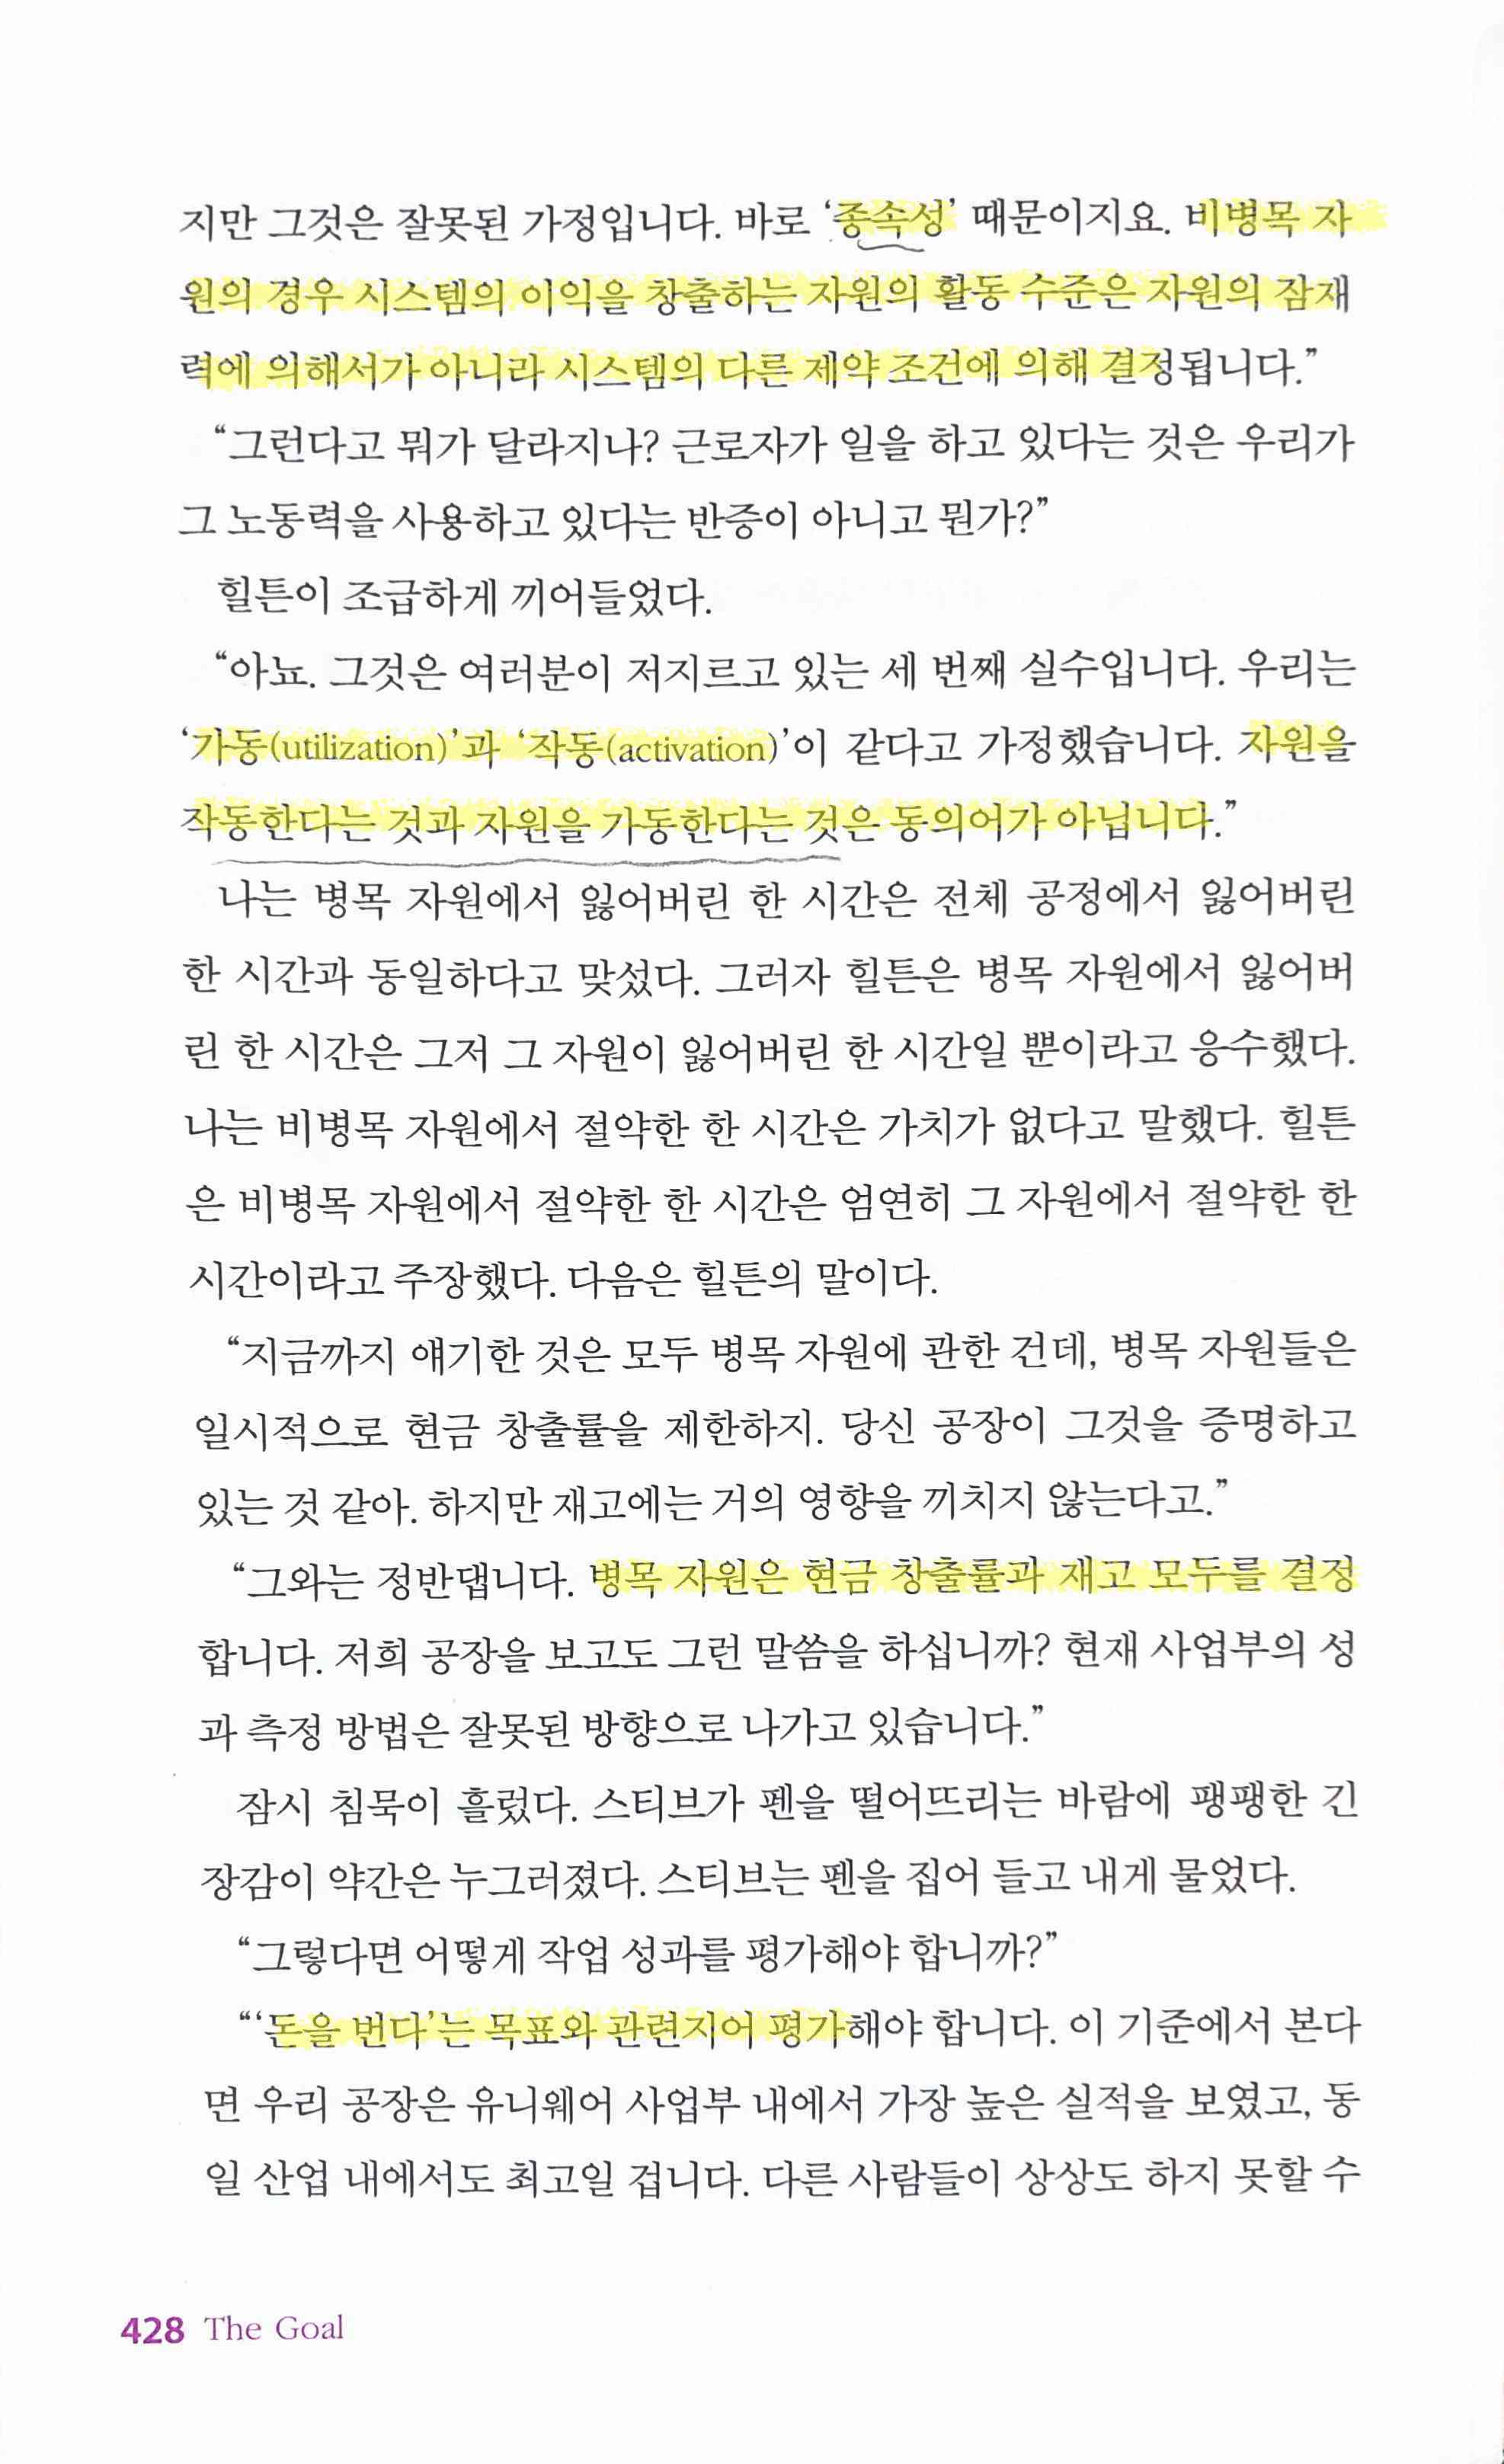 지만 그것은 잘못된 가정입니다. 바로 ‘종속성’ 때문이지요. 비병목 자
원의 경우 시스템의 이익을 창출하는 자원의 활동 수준은 자원의 잠재
력에 의해서가 아니라 시스템의 다른 제약 조건에 의해 결정됩니다.”
“그런다고 뭐가 달라지나? 근로자가 일을 하고 있다는 것은 우리가
그 노동력을 사용하고 있다는 반증이 아니고 뭔가?”
힐튼이 조급하게 끼어들었다.
“아뇨. 그것은 여러분이 저지르고 있는 세 번째 실수입니다. 우리는
‘가동(utilization)’과 ‘작동(activation)’이 같다고 가정했습니다. 자원을
작동한다는 것과 자원을 가동한다는 것은 동의어가 아닙니다.”
나는 병목 자원에서 잃어버린 한 시간은 전체 공정에서 잃어버린
한 시간과 동일하다고 맞섰다. 그러자 힐튼은 병목 자원에서 잃어버
린 한 시간은 그저 그 자원이 잃어버린 한 시간일 뿐이라고 응수했다.
나는 비병목 자원에서 절약한 한 시간은 가치가 없다고 말했다. 힐튼
은 비병목 자원에서 절약한 한 시간은 엄연히 그 자원에서 절약한 한
시간이라고 주장했다. 다음은 힐튼의 말이다.
“지금까지 얘기한 것은 모두 병목 자원에 관한 건데, 병목 자원들은
일시적으로 현금 창출률을 제한하지. 당신 공장이 그것을 증명하고
있는 것 같아. 하지만 재고에는 거의 영향을 끼치지 않는다고.”
“그와는 정반댑니다. 병목 자원은 현금 창출률과 재고 모두를 결정
합니다. 저희 공장을 보고도 그런 말씀을 하십니까? 현재 사업부의 성
과 측정 방법은 잘못된 방향으로 나가고 있습니다.”
잠시 침묵이 흘렀다. 스티브가 펜을 떨어뜨리는 바람에 팽팽한 긴
장감이 약간은 누그러졌다. 스티브는 펜을 집어 들고 내게 물었다.
“그렇다면 어떻게 작업 성과를 평가해야 합니까?”
“‘돈을 번다’는 목표와 관련지어 평가해야 합니다. 이 기준에서 본다
면 우리 공장은 유니웨어 사업부 내에서 가장 높은 실적을 보였고, 동
일 산업 내에서도 최고일 겁니다. 다른 사람들이 상상도 하지 못할 수
428 The Goal